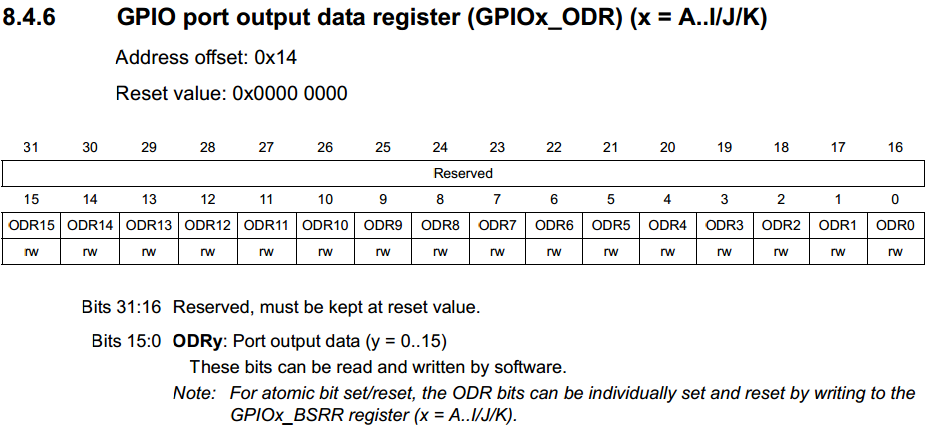 8.4.6 GPIO port output data register (GPIOx_ODR) (x = A..I/J/K)
Address offset: 0x14
Reset value: 0x0000 0000
31 30 29 28 27 26 25 24 23 22 21 20 19 18 17 16
Reserved
15 14 13 12 11 10 9 8 7 6 5 4 3 2 1 0
ODR15 ODR14 ODR13 ODR12 ODR11 ODR10 ODR9 ODR8 ODR7 ODR6 ODR5 ODR4 ODR3 ODR2 ODR1 ODR0
rw rw rw rw rw rw rw rw rw rw rw rw rw rw rw rw
Bits 31:16 Reserved, must be kept at reset value.
Bits 15:0 ODRy: Port output data (y = 0..15)
These bits can be read and written by software.
Note: For atomic bit set/reset, the ODR bits can be individually set and reset by writing to the
GPIOx_BSRR register (x = A..I/J/K).